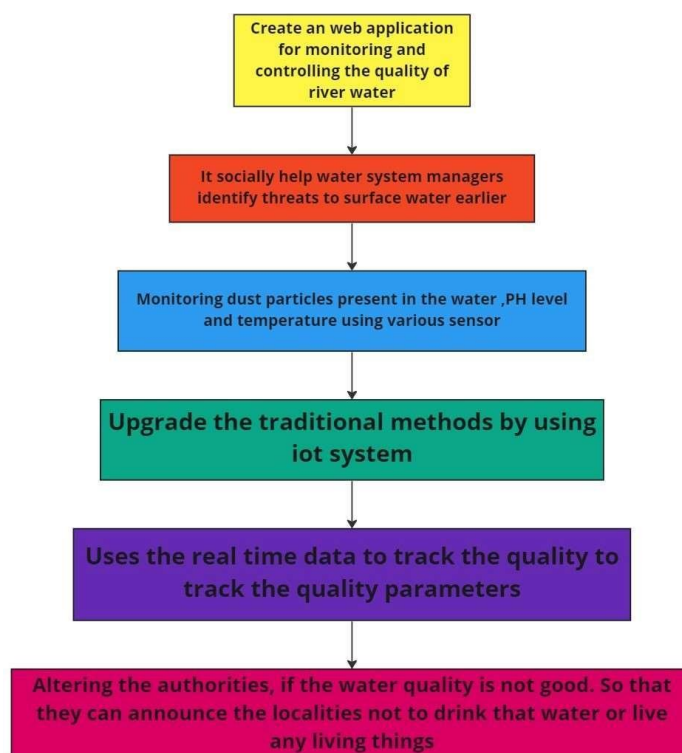 Create an web application
for monitoring and
controlling the quality of
river water
It socially help water system managers
identify threats to surface water earlier
Monitoring dust particles present in the water ,PH level
and temperature using various sensor
Upgrade the traditional methods by using
iot system
Uses the real time data to track the quality to
track the quality parameters
Altering the authorities, if the water quality is not good. So that
they can announce the localities not to drink that water or live
any living things